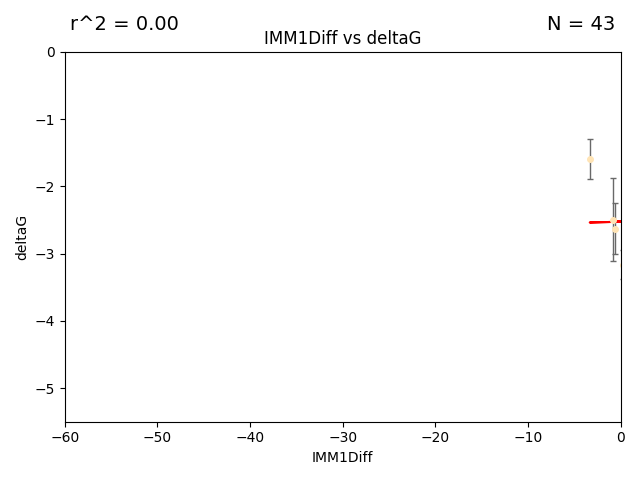 r^2 = 0.00
N = 43
IMM1Diff vs deltaG
0
−1
−2
−3
−4
−5
deltaG
−60 −50 −40 −30 −20 −10 0
IMM1Diff